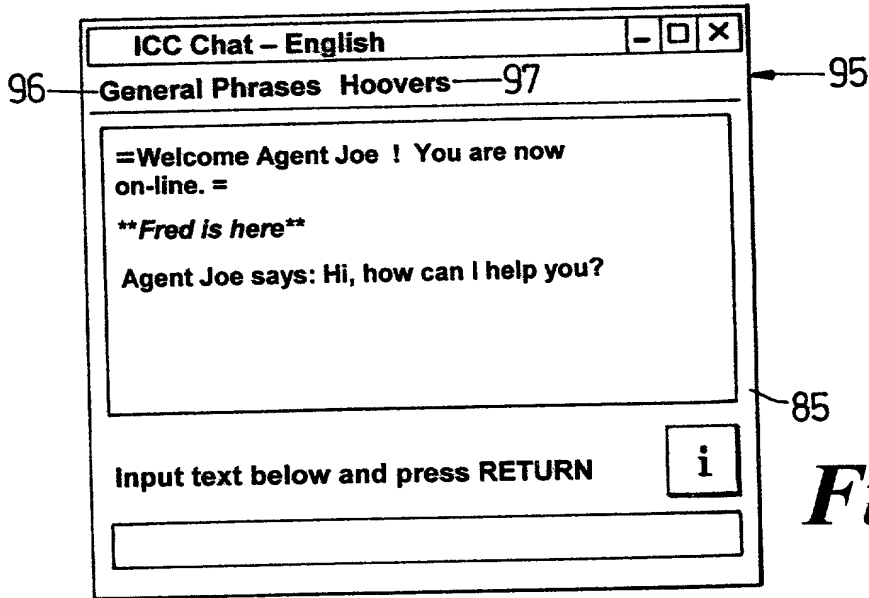 ICC Chat – English
96 General Phrases Hoovers 97 95
=Welcome Agent Joe ! You are now
on-line. =
**Fred is here**
Agent Joe says: Hi, how can I help you?
85
Input text below and press RETURN i